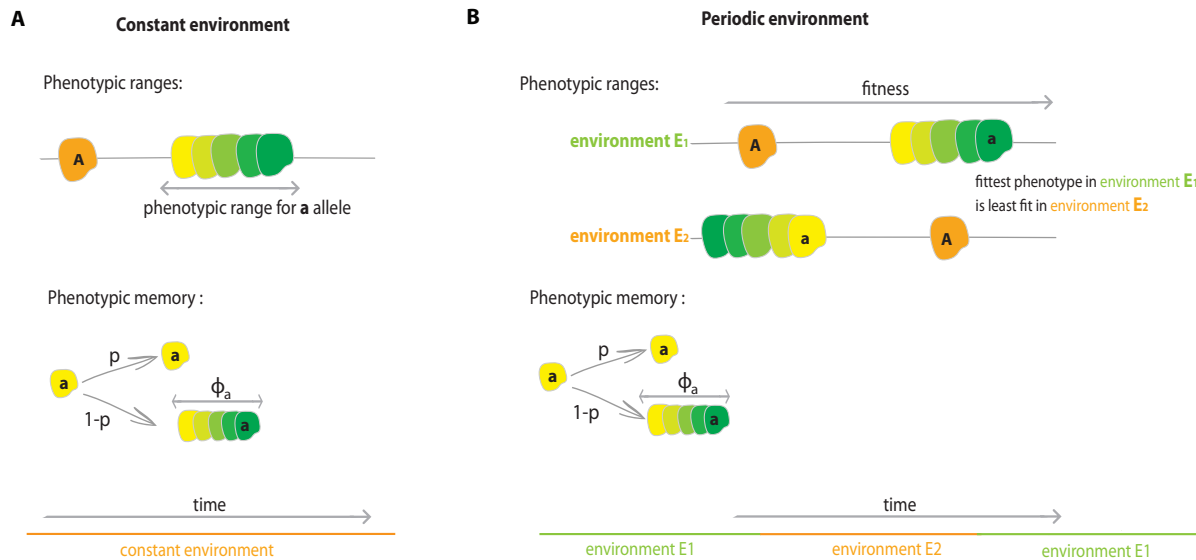 A
Constant environment
Phenotypic ranges:
A
phenotypic range for a allele
Phenotypic memory :
a
p
a
1-p
ϕa
a
time
constant environment
B
Periodic environment
Phenotypic ranges:
fitness
environment E1
A
a
fittest phenotype in environment E1
is least fit in environment E2
environment E2
a
A
Phenotypic memory :
a
p
a
1-p
ϕa
a
time
environment E1
environment E2
environment E1